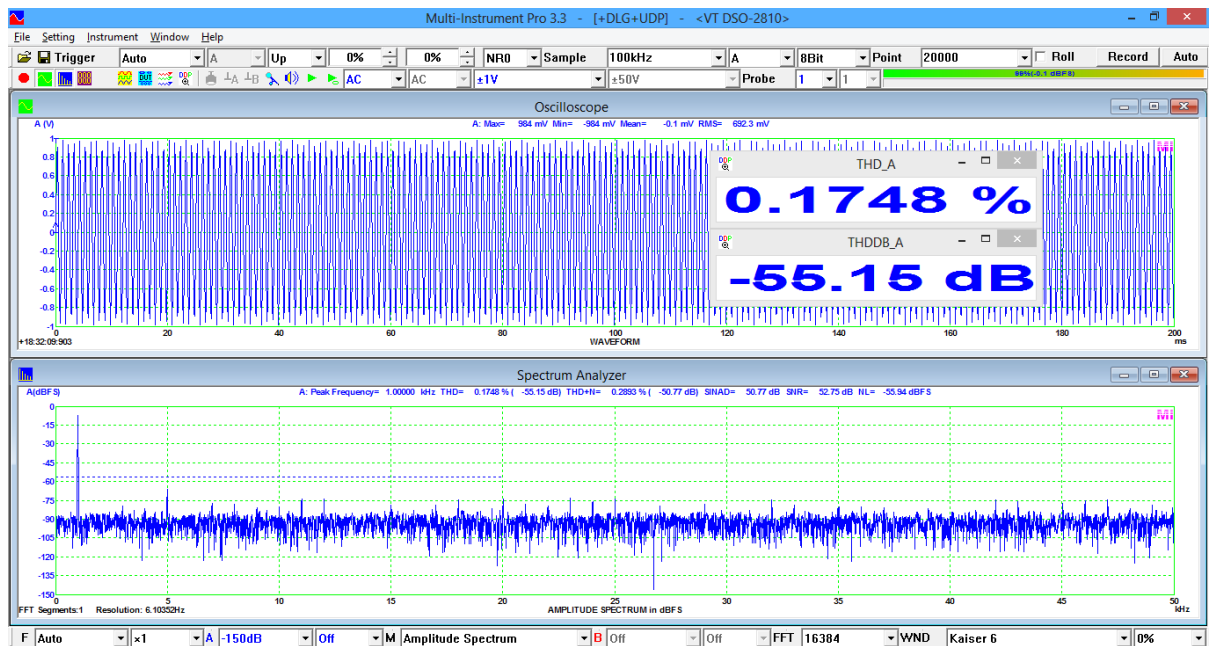 Multi-Instrument Pro 3.3 - [+DLG+UDP] - <VT DSO-2810>
File Setting Instrument Window Help
Trigger Auto A Up 0% 0% NR0 Sample 100kHz A 8Bit Point 20000 Roll Record Auto
DUT DDP ⊥A ⊥B AC AC ±1V ±50V Probe 1 1 99%(-0.1 dBFS)
Oscilloscope
A (V) A: Max= 984 mV Min= -984 mV Mean= -0.1 mV RMS= 692.3 mV
1
0.8
0.6
0.4
0.2
0
-0.2
-0.4
-0.6
-0.8
-1
DDP THD_A
0.1748 %
DDP THDDB_A
-55.15 dB
0 20 40 60 80 100 120 140 160 180 200
+18:32:09:903 WAVEFORM ms
Spectrum Analyzer
A(dBFS) A: Peak Frequency= 1.00000 kHz THD= 0.1748 % ( -55.15 dB) THD+N= 0.2893 % ( -50.77 dB) SINAD= 50.77 dB SNR= 52.75 dB NL= -55.94 dBFS
0
-15
-30
-45
-60
-75
-90
-105
-120
-135
-150
0 5 10 15 20 25 30 35 40 45 50
FFT Segments:1 Resolution: 6.10352Hz AMPLITUDE SPECTRUM in dBFS kHz
F Auto ×1 A -150dB Off M Amplitude Spectrum B Off Off FFT 16384 WND Kaiser 6 0%